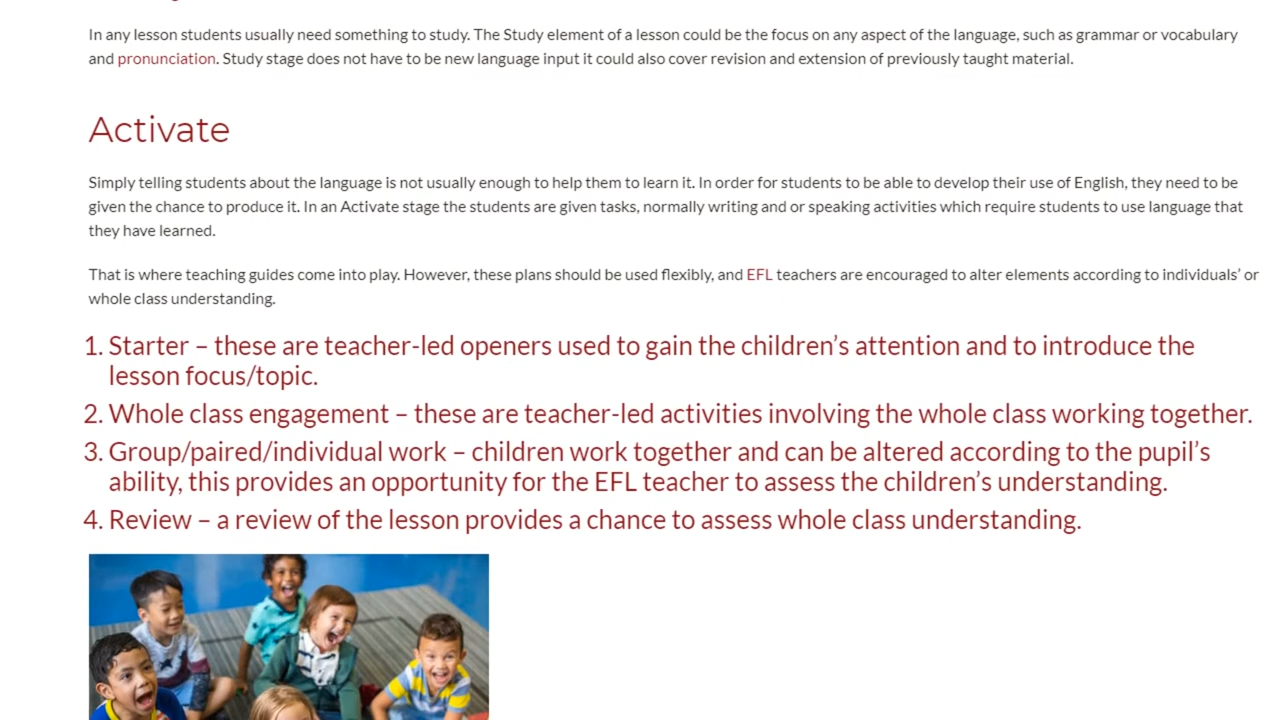 In any lesson students usually need something to study. The Study element of a lesson could be the focus on any aspect of the language, such as grammar or vocabulary
and pronunciation. Study stage does not have to be new language input it could also cover revision and extension of previously taught material.
Activate
Simply telling students about the language is not usually enough to help them to learn it. In order for students to be able to develop their use of English, they need to be
given the chance to produce it. In an Activate stage the students are given tasks, normally writing and or speaking activities which require students to use language that
they have learned.
That is where teaching guides come into play. However, these plans should be used flexibly, and EFL teachers are encouraged to alter elements according to individuals’ or
whole class understanding.
1. Starter – these are teacher-led openers used to gain the children’s attention and to introduce the
lesson focus/topic.
2. Whole class engagement – these are teacher-led activities involving the whole class working together.
3. Group/paired/individual work – children work together and can be altered according to the pupil’s
ability, this provides an opportunity for the EFL teacher to assess the children’s understanding.
4. Review – a review of the lesson provides a chance to assess whole class understanding.